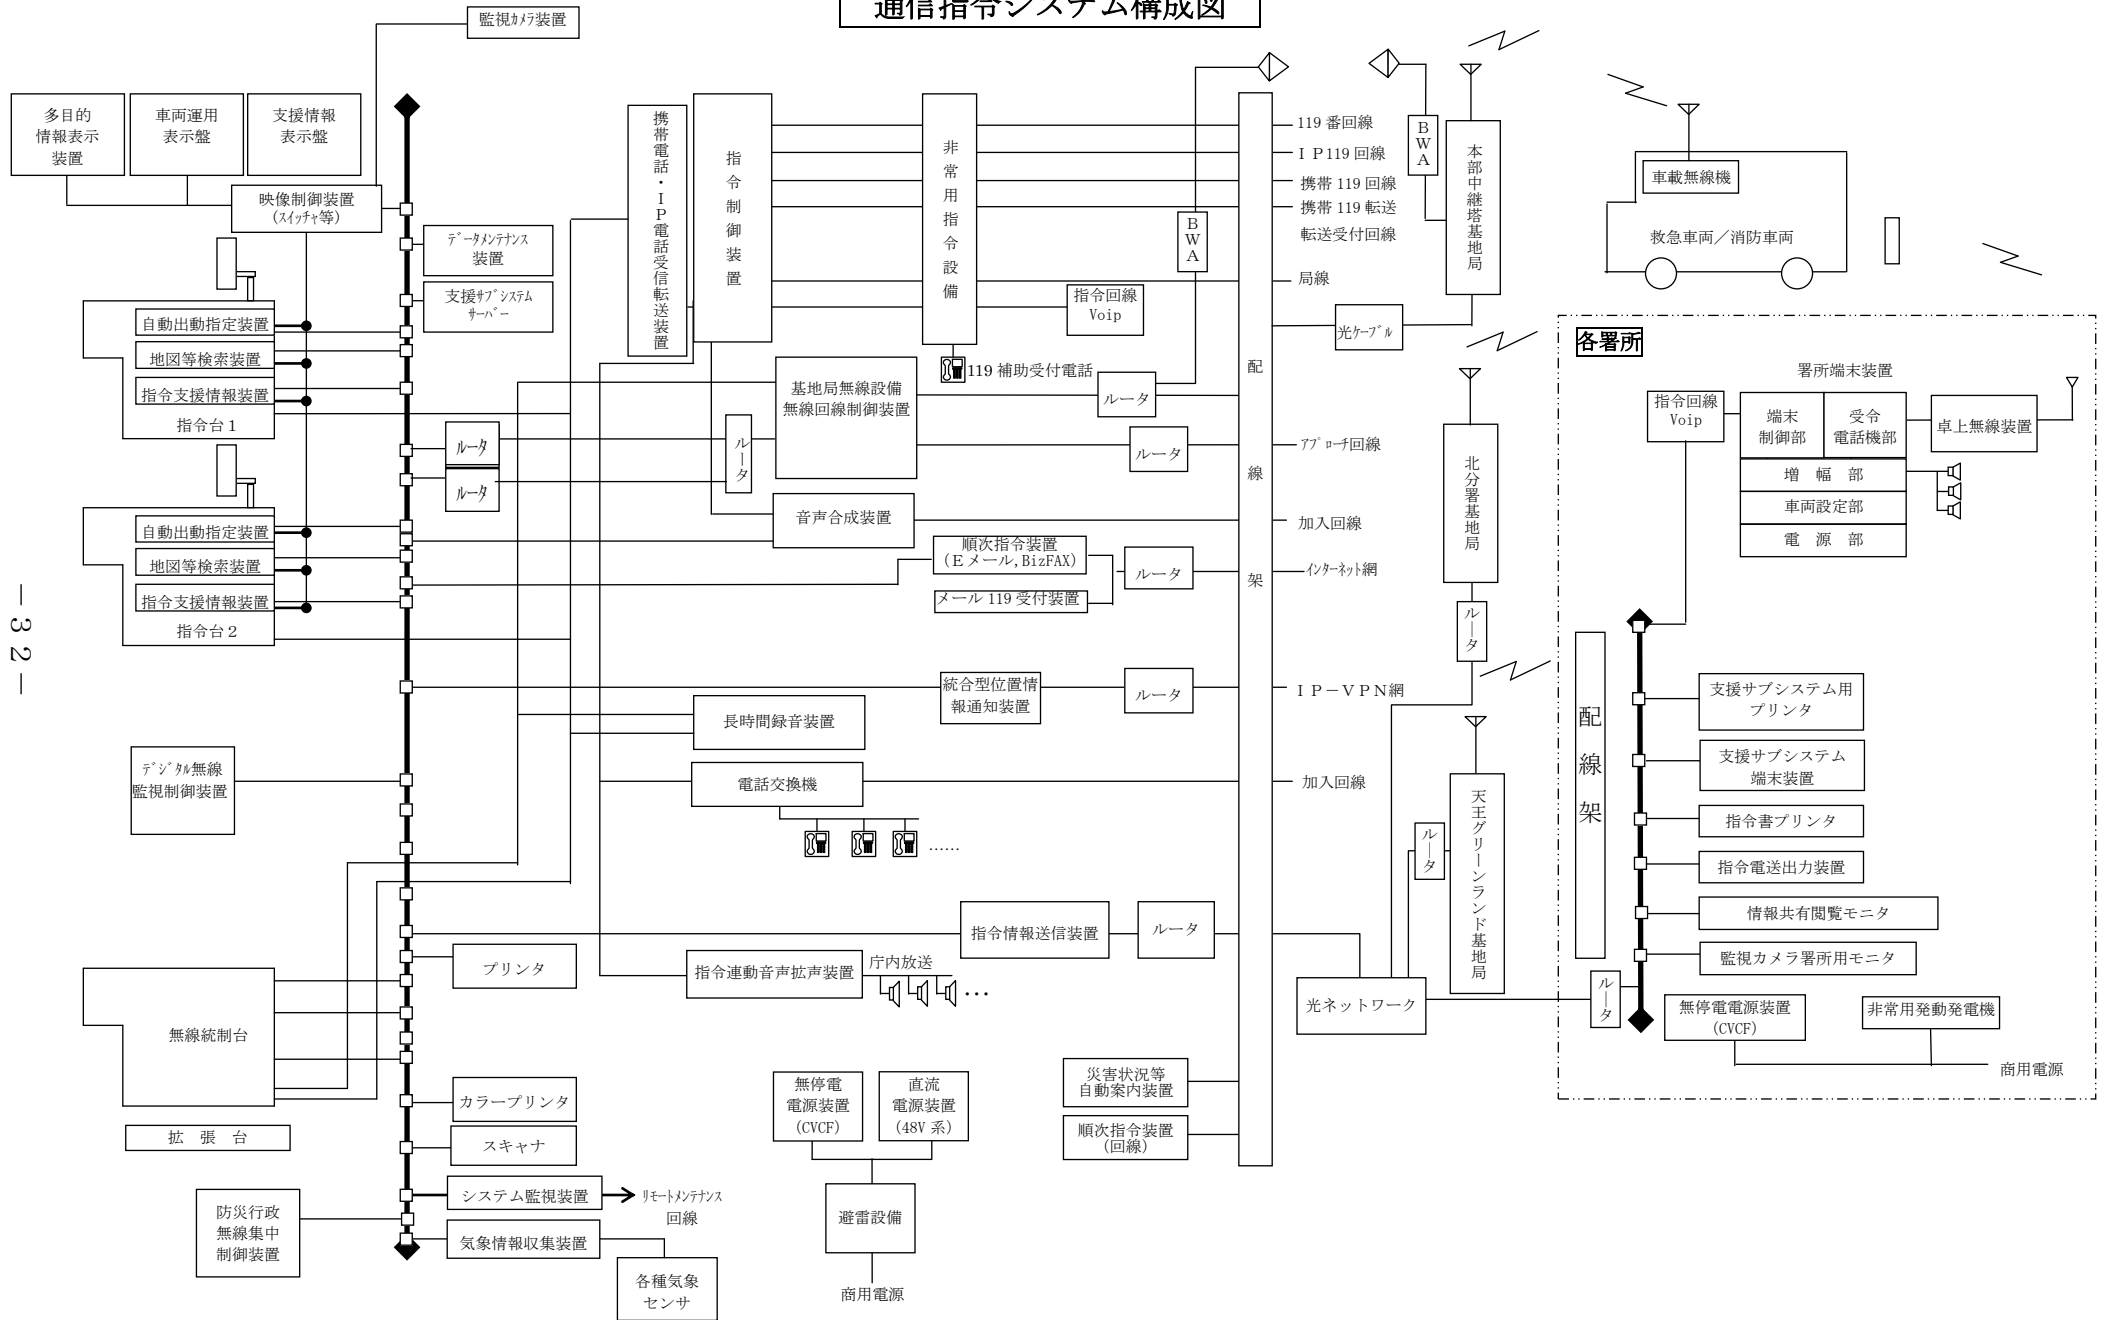 通信指令システム構成図
監視ｶﾒﾗ装置
多目的
情報表示
装置
車両運用
表示盤
支援情報
表示盤
映像制御装置
(ｽｲｯﾁｬ等)
ﾃﾞｰﾀﾒﾝﾃﾅﾝｽ
装置
支援ｻﾌﾞｼｽﾃﾑ
ｻｰﾊﾞｰ
自動出動指定装置
地図等検索装置
指令支援情報装置
指令台１
ﾙｰﾀ
ﾙｰﾀ
自動出動指定装置
地図等検索装置
指令支援情報装置
指令台２
ﾃﾞｼﾞﾀﾙ無線
監視制御装置
無線統制台
拡　張　台
防災行政
無線集中
制御装置
プリンタ
カラープリンタ
スキャナ
システム監視装置
ﾘﾓｰﾄﾒﾝﾃﾅﾝｽ
回線
気象情報収集装置
各種気象
センサ
携帯電話・ＩＰ電話受信転送装置
指令制御装置
非常用指令設備
119 補助受付電話
指令回線
Voip
ＢＷＡ
基地局無線設備
無線回線制御装置
ルータ
ルータ
ルータ
音声合成装置
順次指令装置
(Ｅメール,BizFAX)
メール 119 受付装置
ルータ
統合型位置情
報通知装置
ルータ
長時間録音装置
電話交換機
……
指令情報送信装置
ルータ
指令連動音声拡声装置
庁内放送
…
無停電
電源装置
(CVCF)
直流
電源装置
(48V 系)
避雷設備
商用電源
災害状況等
自動案内装置
順次指令装置
(回線)
配線架
119 番回線
ＩＰ119 回線
携帯 119 回線
携帯 119 転送
転送受付回線
局線
光ｹｰﾌﾞﾙ
ｱﾌﾟﾛｰﾁ回線
加入回線
ｲﾝﾀｰﾈｯﾄ網
ＩＰ－ＶＰＮ網
加入回線
ＢＷＡ
本部中継塔基地局
北分署基地局
ルータ
天王グリーンランド基地局
ルータ
光ネットワーク
車載無線機
救急車両／消防車両
各署所
署所端末装置
指令回線
Voip
端末
制御部
受令
電話機部
卓上無線装置
増　幅　部
車両設定部
電　源　部
配線架
支援サブシステム用
プリンタ
支援サブシステム
端末装置
指令書プリンタ
指令電送出力装置
情報共有閲覧モニタ
監視カメラ署所用モニタ
ルータ
無停電電源装置
(CVCF)
非常用発動発電機
商用電源
－３２－